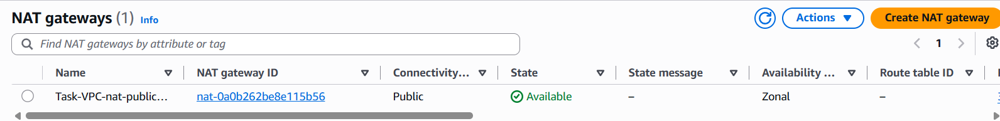 NAT gateways (1) Info
Actions
Create NAT gateway
Find NAT gateways by attribute or tag
1
Name NAT gateway ID Connectivity... State State message Availability ... Route table ID
Task-VPC-nat-public... nat-0a0b262be8e115b56 Public Available – Zonal –